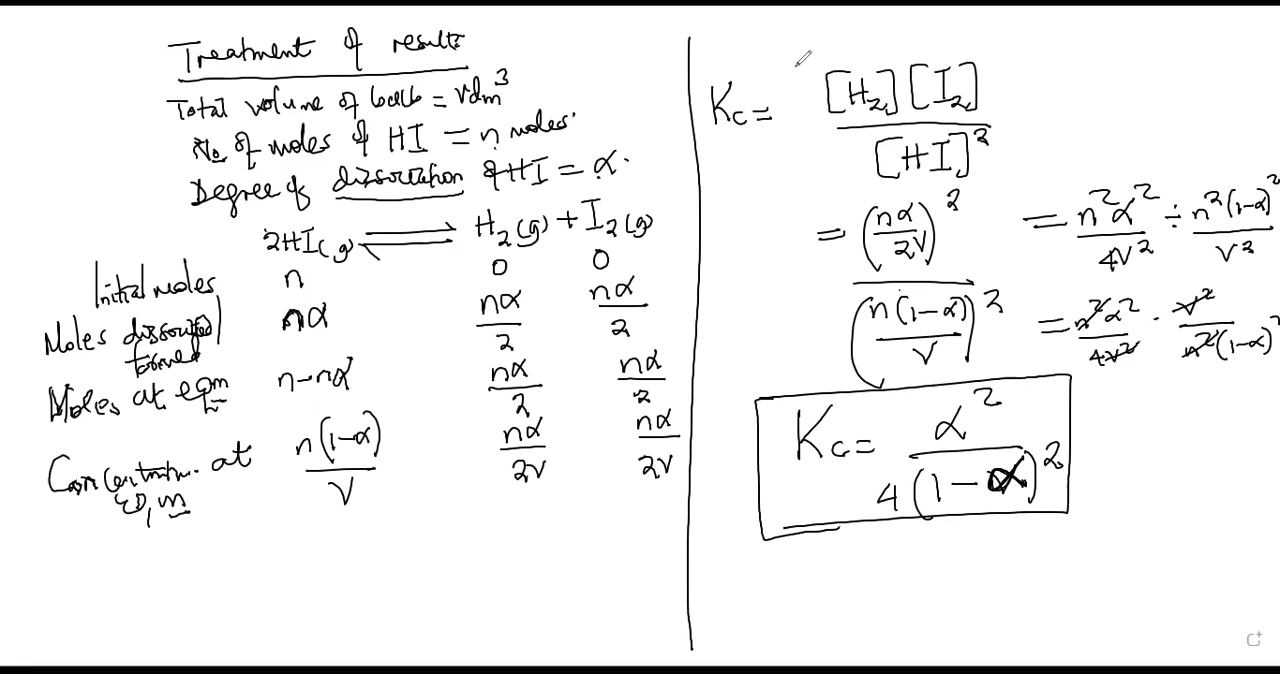 Treatment of results
Total volume of bulb = V dm³
No of moles of HI = n moles.
Degree of dissociation of HI = α.
2HI(g) ⇌ H₂(g) + I₂(g)
Initial moles n 0 0
Moles dissociated/ nα nα/2 nα/2
formed
Moles at eqm n-nα nα/2 nα/2
Concentration at n(1-α)/V nα/2V nα/2V
eqm
Kc = [H₂][I₂]/[HI]²
= (nα/2V)²/(n(1-α)/V)²
= n²α²/4V² ÷ n²(1-α)²/V²
= n²α²/4V² · V²/n²(1-α)²
Kc = α²/4(1-α)²